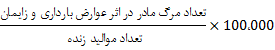 تعداد مرگ مادر در اثر عوارض بارداری و زایمان
تعداد موالید زنده
× 100.000